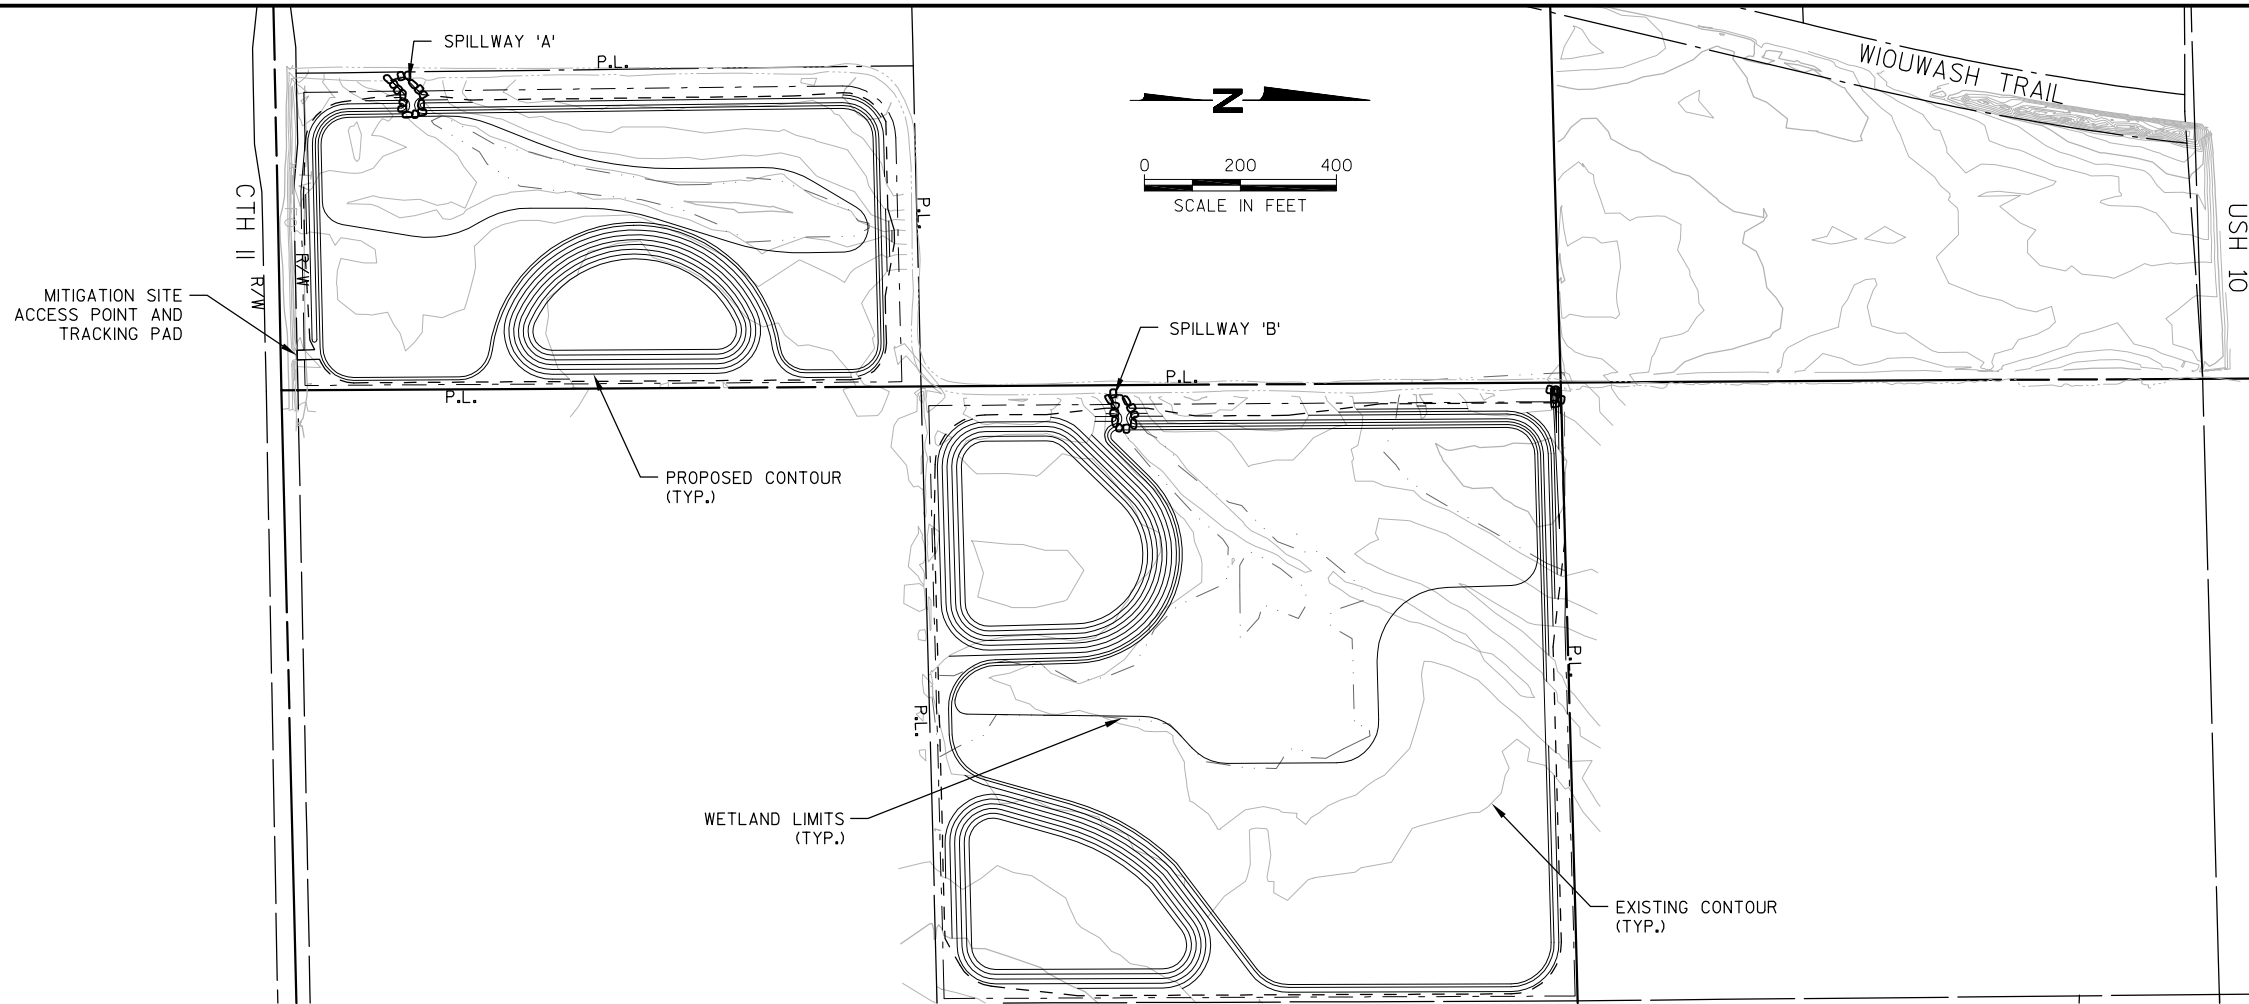 SPILLWAY 'A'
P.L.
WIOUWASH TRAIL
N
0 200 400
SCALE IN FEET
CTH II
R/W
R/W
P.L.
USH 10
MITIGATION SITE
ACCESS POINT AND
TRACKING PAD
SPILLWAY 'B'
P.L.
P.L.
PROPOSED CONTOUR
(TYP.)
P.L.
P.L.
WETLAND LIMITS
(TYP.)
EXISTING CONTOUR
(TYP.)